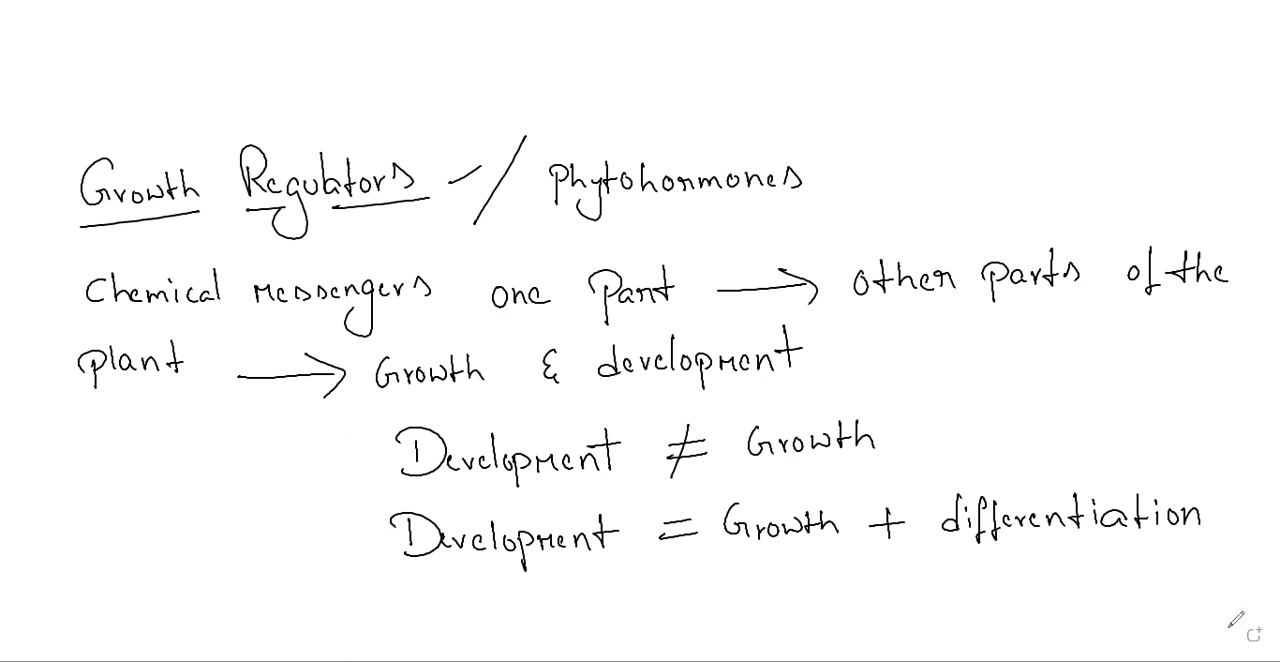 Growth Regulators -/ Phytohormones
Chemical messengers one Part → other parts of the
plant → Growth & development
Development ≠ Growth
Development = Growth + differentiation